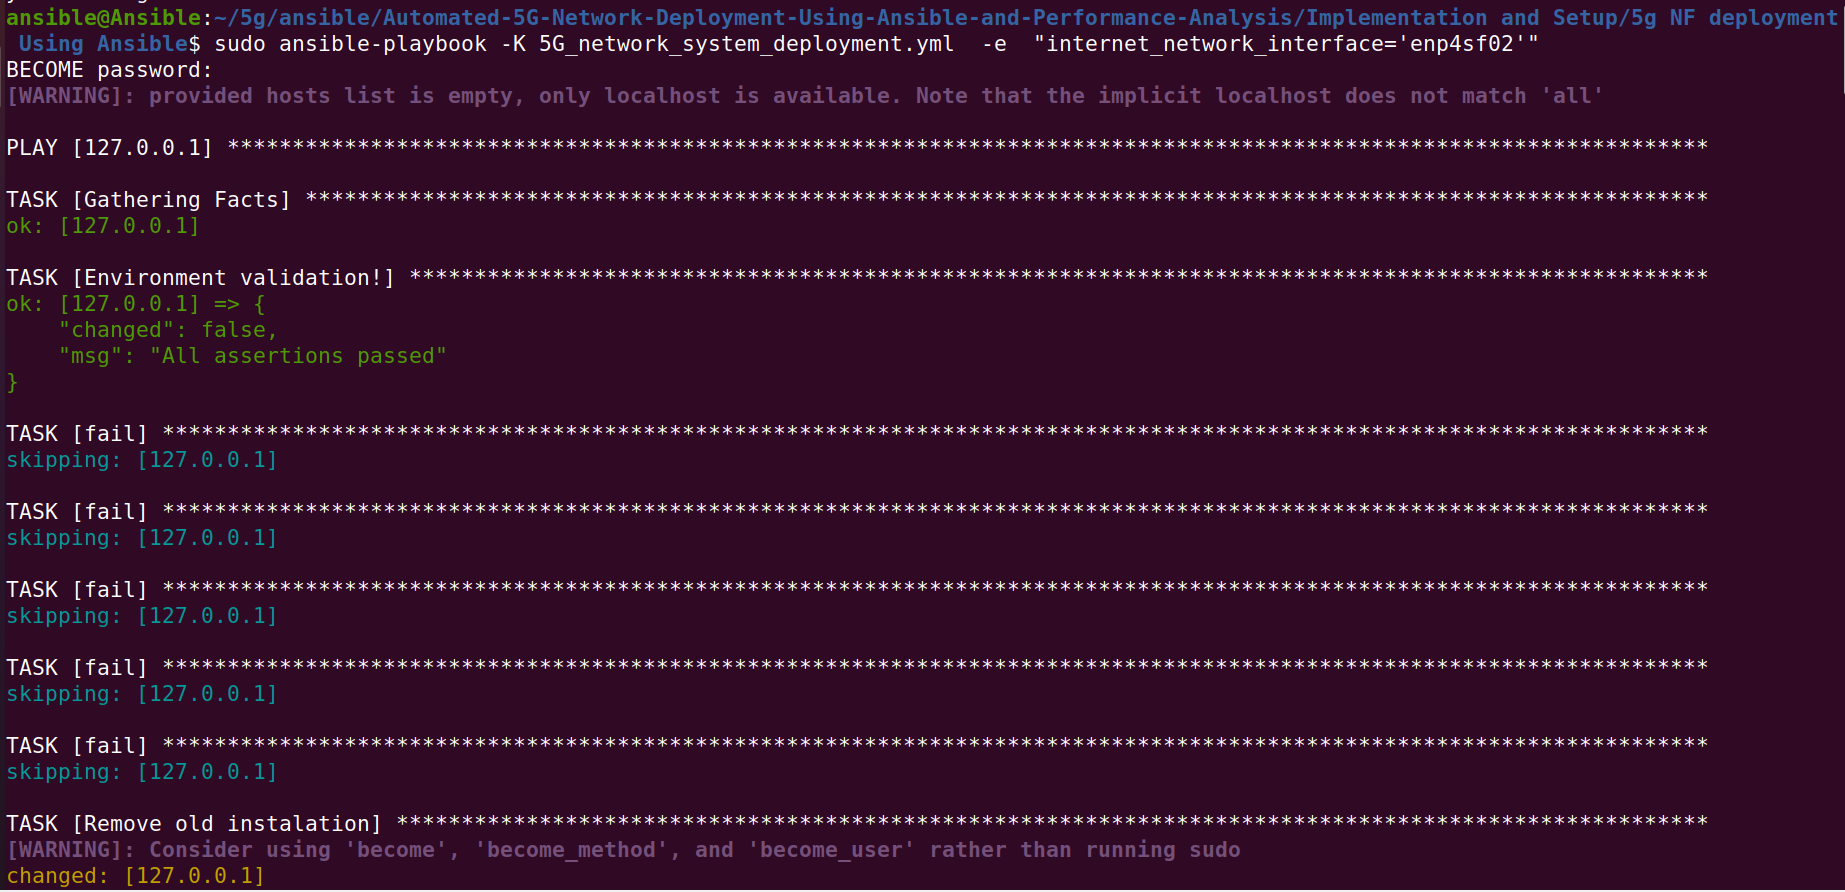 ansible@Ansible:~/5g/ansible/Automated-5G-Network-Deployment-Using-Ansible-and-Performance-Analysis/Implementation and Setup/5g NF deployment
Using Ansible$ sudo ansible-playbook -K 5G_network_system_deployment.yml  -e  "internet_network_interface='enp4sf02'"
BECOME password:
[WARNING]: provided hosts list is empty, only localhost is available. Note that the implicit localhost does not match 'all'
PLAY [127.0.0.1] ******************************************************************************************************************
TASK [Gathering Facts] ************************************************************************************************************
ok: [127.0.0.1]
TASK [Environment validation!] ****************************************************************************************************
ok: [127.0.0.1] => {
    "changed": false,
    "msg": "All assertions passed"
}
TASK [fail] ***********************************************************************************************************************
skipping: [127.0.0.1]
TASK [fail] ***********************************************************************************************************************
skipping: [127.0.0.1]
TASK [fail] ***********************************************************************************************************************
skipping: [127.0.0.1]
TASK [fail] ***********************************************************************************************************************
skipping: [127.0.0.1]
TASK [fail] ***********************************************************************************************************************
skipping: [127.0.0.1]
TASK [Remove old instalation] *****************************************************************************************************
[WARNING]: Consider using 'become', 'become_method', and 'become_user' rather than running sudo
changed: [127.0.0.1]